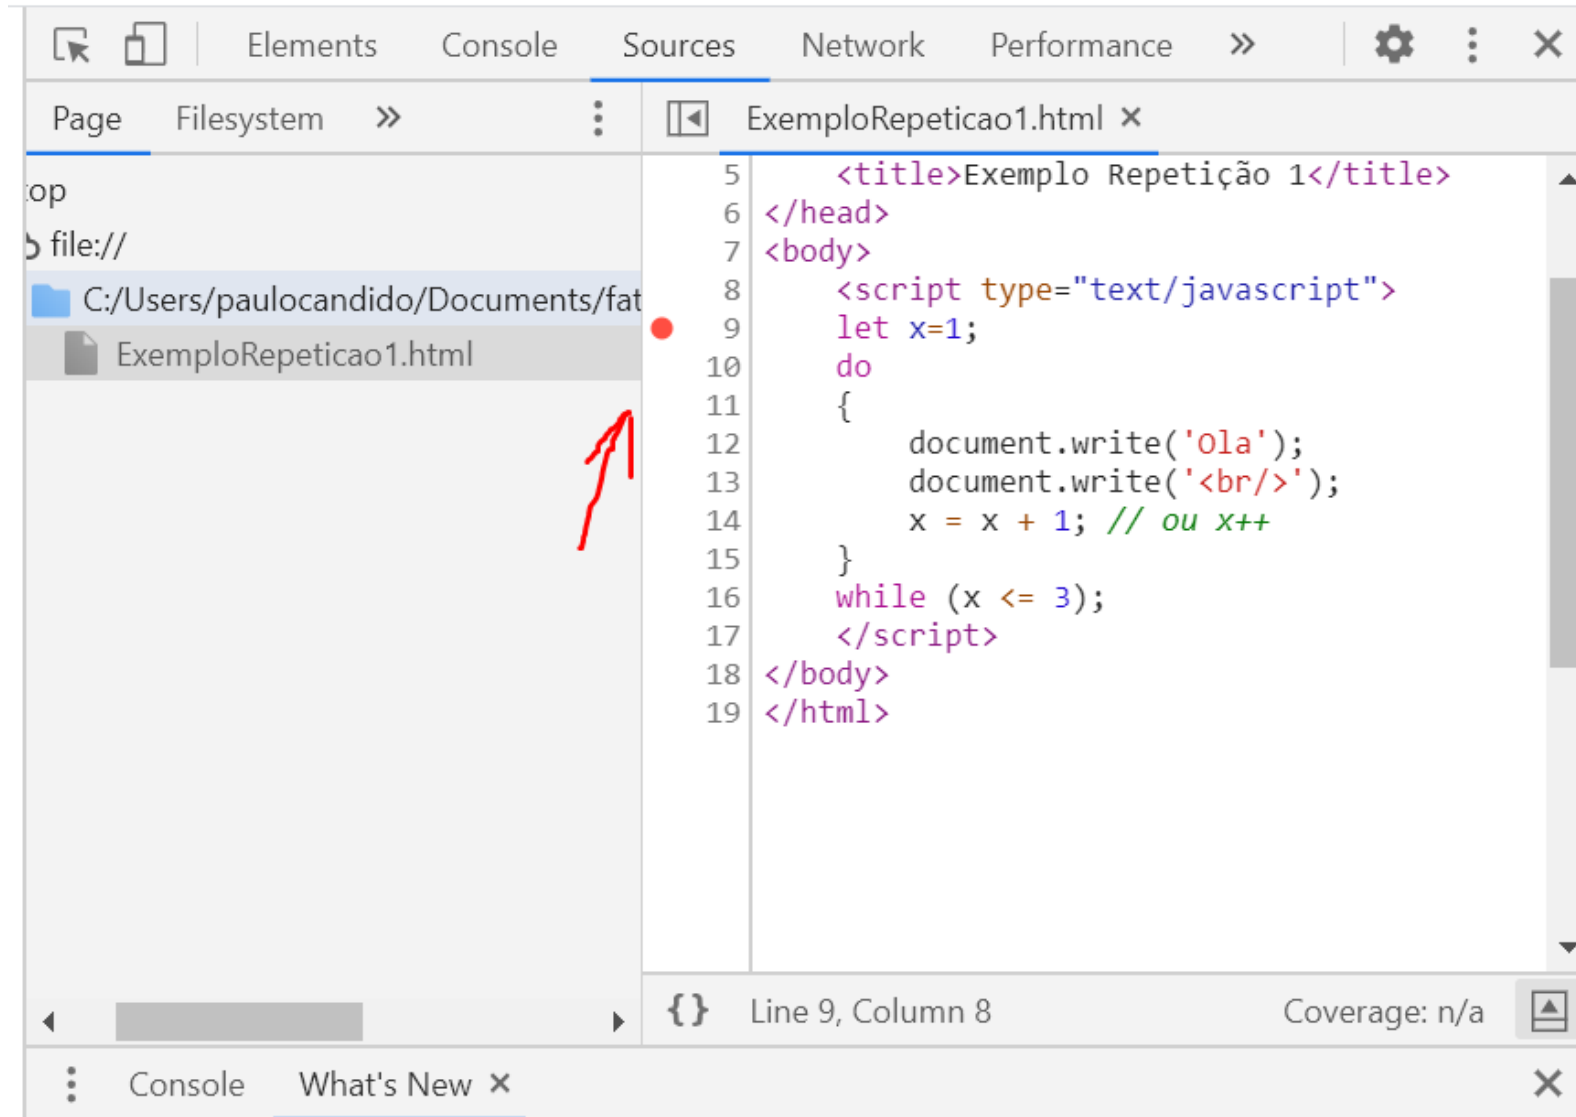 Elements Console Sources Network Performance
Page Filesystem
ExemploRepeticao1.html
file://
C:/Users/paulocandido/Documents/fat
ExemploRepeticao1.html
5 <title>Exemplo Repetição 1</title>
6 </head>
7 <body>
8 <script type="text/javascript">
9 let x=1;
10 do
11 {
12 document.write('Ola');
13 document.write('<br/>');
14 x = x + 1; // ou x++
15 }
16 while (x <= 3);
17 </script>
18 </body>
19 </html>
{} Line 9, Column 8 Coverage: n/a
Console What's New